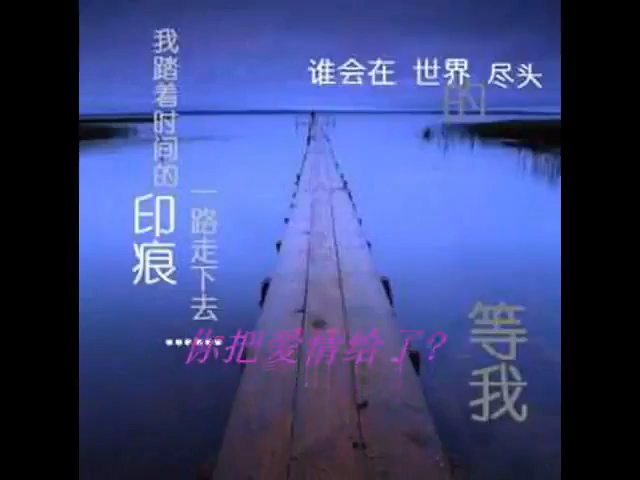 我踏着时间的
印痕
一路走下去
……
谁会在 世界的 尽头
等我
你把爱情给了?